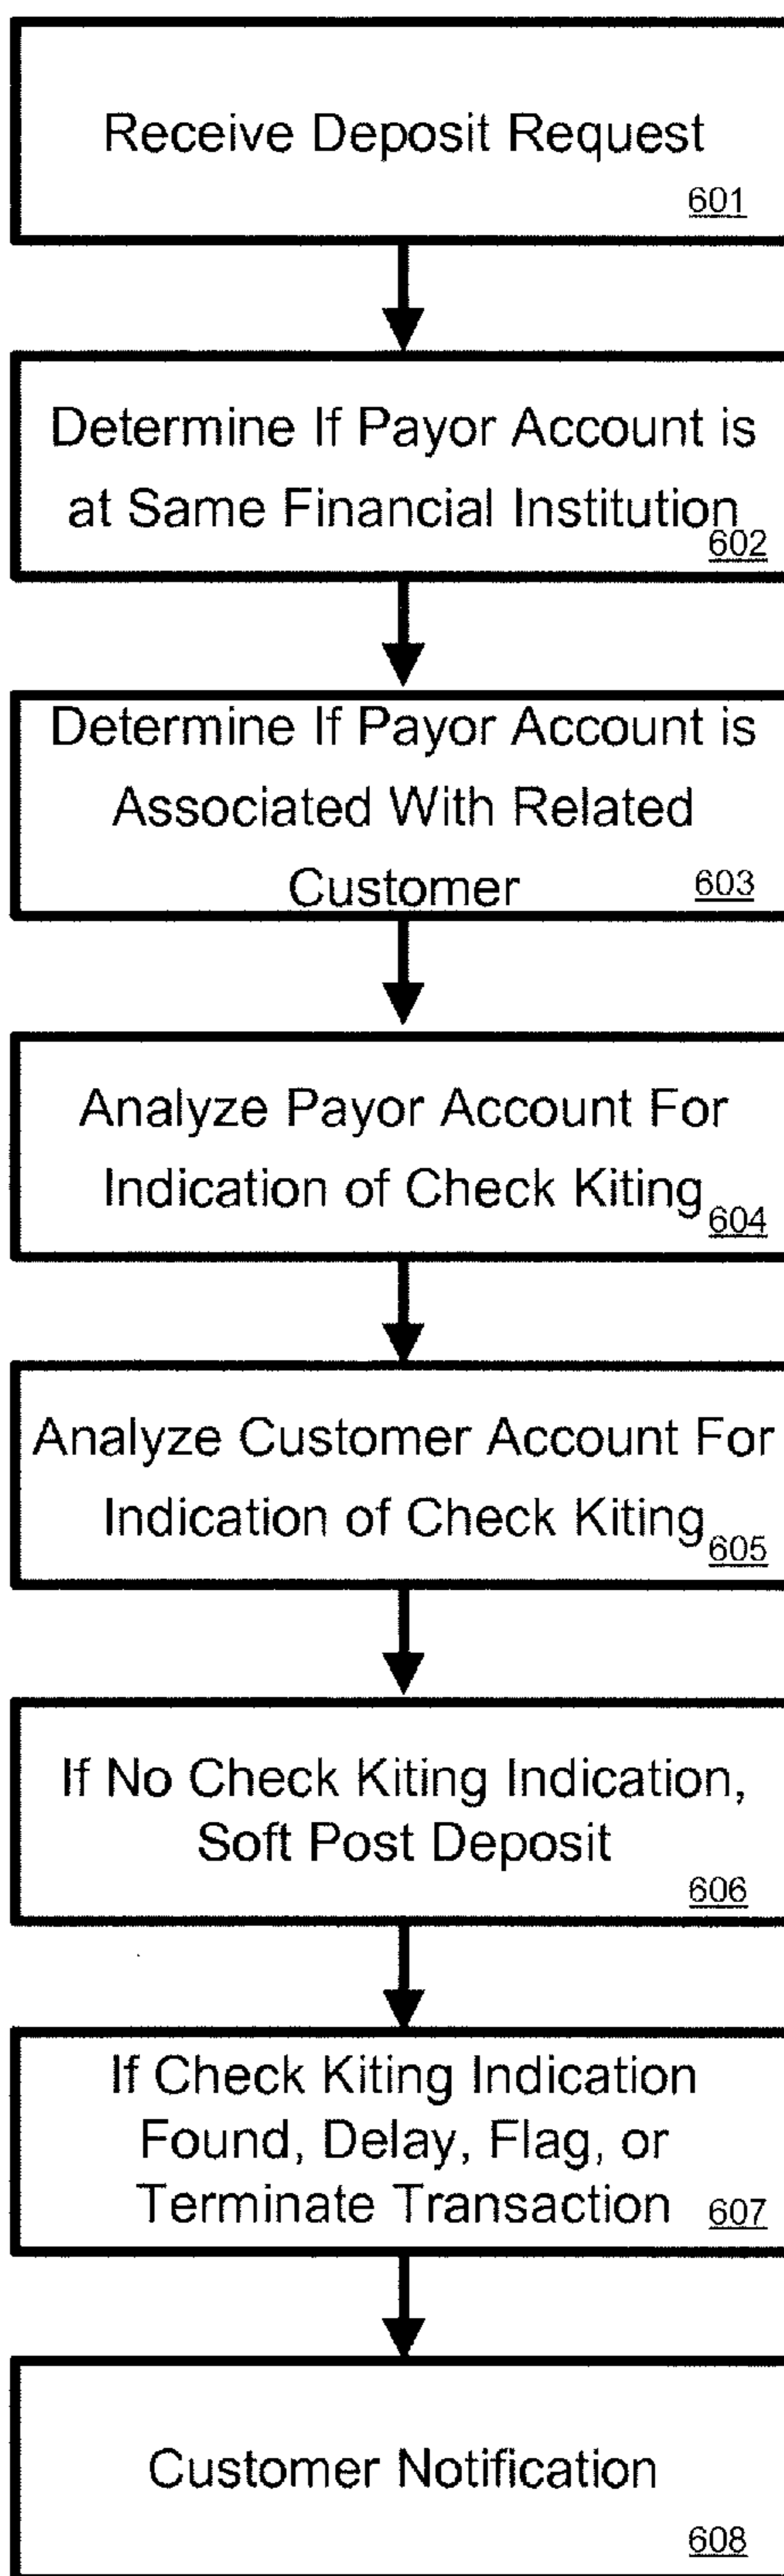 Receive Deposit Request
601
Determine If Payor Account is
at Same Financial Institution
602
Determine If Payor Account is
Associated With Related
Customer 603
Analyze Payor Account For
Indication of Check Kiting
604
Analyze Customer Account For
Indication of Check Kiting
605
If No Check Kiting Indication,
Soft Post Deposit
606
If Check Kiting Indication
Found, Delay, Flag, or
Terminate Transaction 607
Customer Notification
608